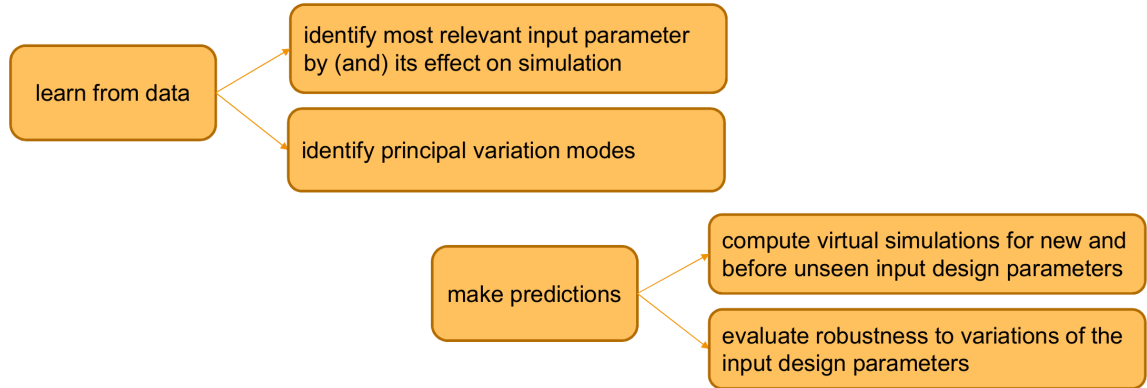 identify most relevant input parameter
by (and) its effect on simulation
learn from data
identify principal variation modes
compute virtual simulations for new and
before unseen input design parameters
make predictions
evaluate robustness to variations of the
input design parameters